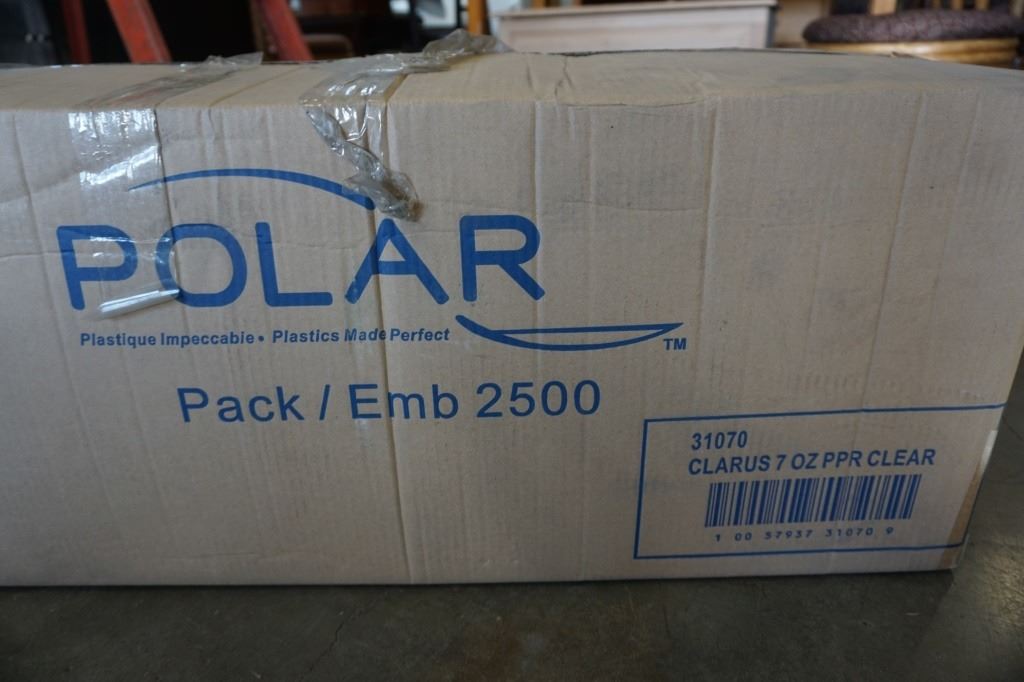 POLAR
Plastique Impeccabie • Plastics Made Perfect
TM
Pack / Emb 2500
31070
CLARUS 7 OZ PPR CLEAR
1 00 57937 31070 9